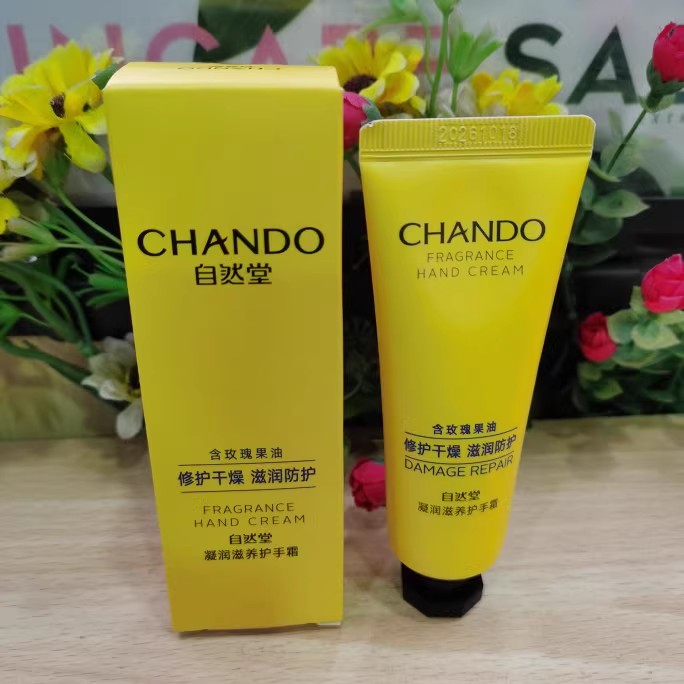 SKINCARE SAL
CHANDO
自然堂
含玫瑰果油
修护干燥 滋润防护
FRAGRANCE
HAND CREAM
自然堂
凝润滋养护手霜
20261018
CHANDO
FRAGRANCE
HAND CREAM
含玫瑰果油
修护干燥 滋润防护
DAMAGE REPAIR
自然堂
凝润滋养护手霜